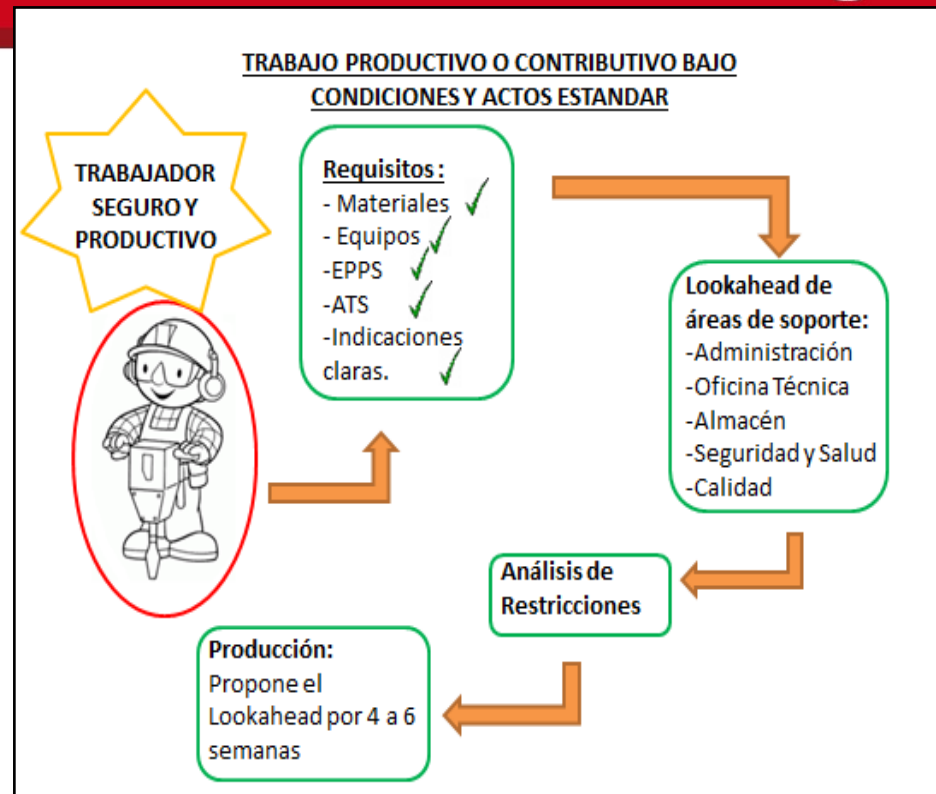 TRABAJO PRODUCTIVO O CONTRIBUTIVO BAJO
CONDICIONES Y ACTOS ESTANDAR
TRABAJADOR
SEGURO Y
PRODUCTIVO
Requisitos :
- Materiales
- Equipos
-EPPS
-ATS
-Indicaciones
claras.
Lookahead de
áreas de soporte:
-Administración
-Oficina Técnica
-Almacén
-Seguridad y Salud
-Calidad
Análisis de
Restricciones
Producción:
Propone el
Lookahead por 4 a 6
semanas